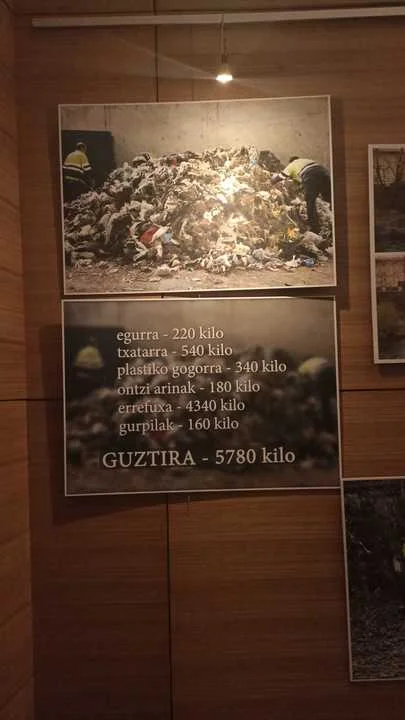 egurra - 220 kilo
txatarra - 540 kilo
plastiko gogorra - 340 kilo
ontzi arinak - 180 kilo
errefuxa - 4340 kilo
gurpilak - 160 kilo
GUZTIRA - 5780 kilo